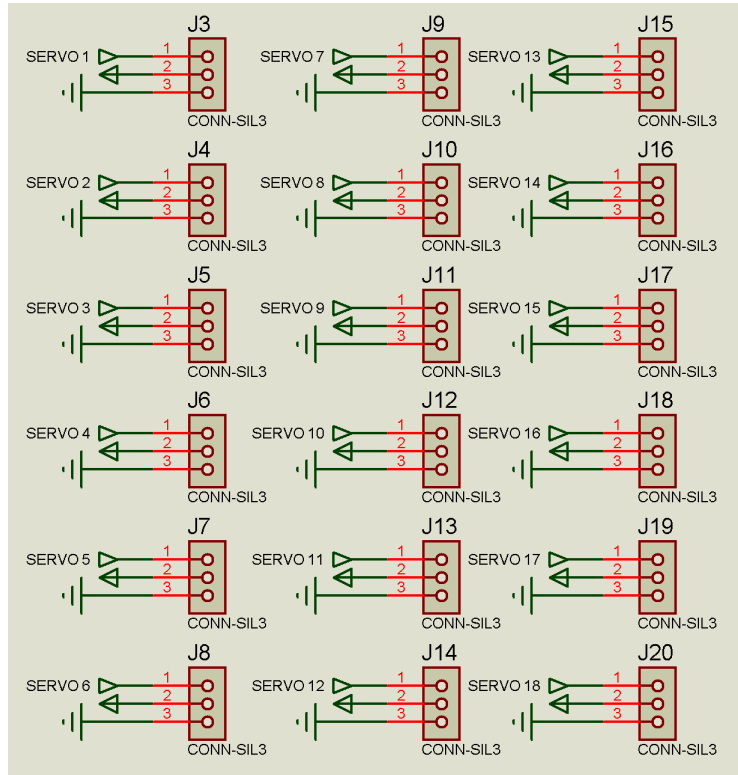 J3 J9 J15
SERVO 1 1 SERVO 7 1 SERVO 13 1
2 2 2
3 3 3
CONN-SIL3 CONN-SIL3 CONN-SIL3
J4 J10 J16
SERVO 2 1 SERVO 8 1 SERVO 14 1
2 2 2
3 3 3
CONN-SIL3 CONN-SIL3 CONN-SIL3
J5 J11 J17
SERVO 3 1 SERVO 9 1 SERVO 15 1
2 2 2
3 3 3
CONN-SIL3 CONN-SIL3 CONN-SIL3
J6 J12 J18
SERVO 4 1 SERVO 10 1 SERVO 16 1
2 2 2
3 3 3
CONN-SIL3 CONN-SIL3 CONN-SIL3
J7 J13 J19
SERVO 5 1 SERVO 11 1 SERVO 17 1
2 2 2
3 3 3
CONN-SIL3 CONN-SIL3 CONN-SIL3
J8 J14 J20
SERVO 6 1 SERVO 12 1 SERVO 18 1
2 2 2
3 3 3
CONN-SIL3 CONN-SIL3 CONN-SIL3